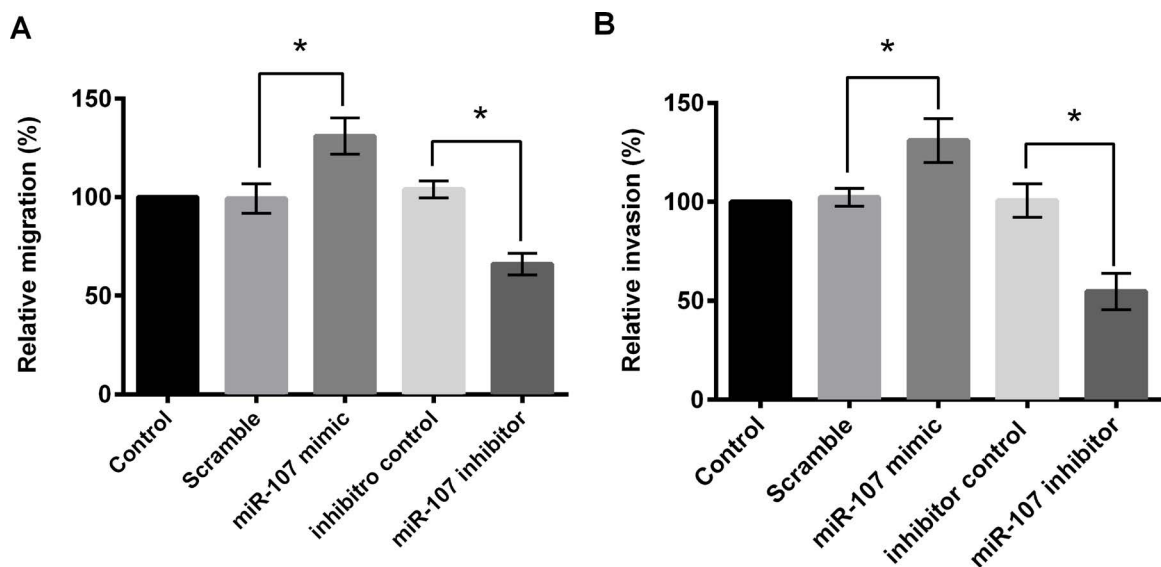 A
Relative migration (%)
150
100
50
0
*
*
Control
Scramble
miR-107 mimic
inhibitro control
miR-107 inhibitor
B
Relative invasion (%)
150
100
50
0
*
*
Control
Scramble
miR-107 mimic
inhibitor control
miR-107 inhibitor